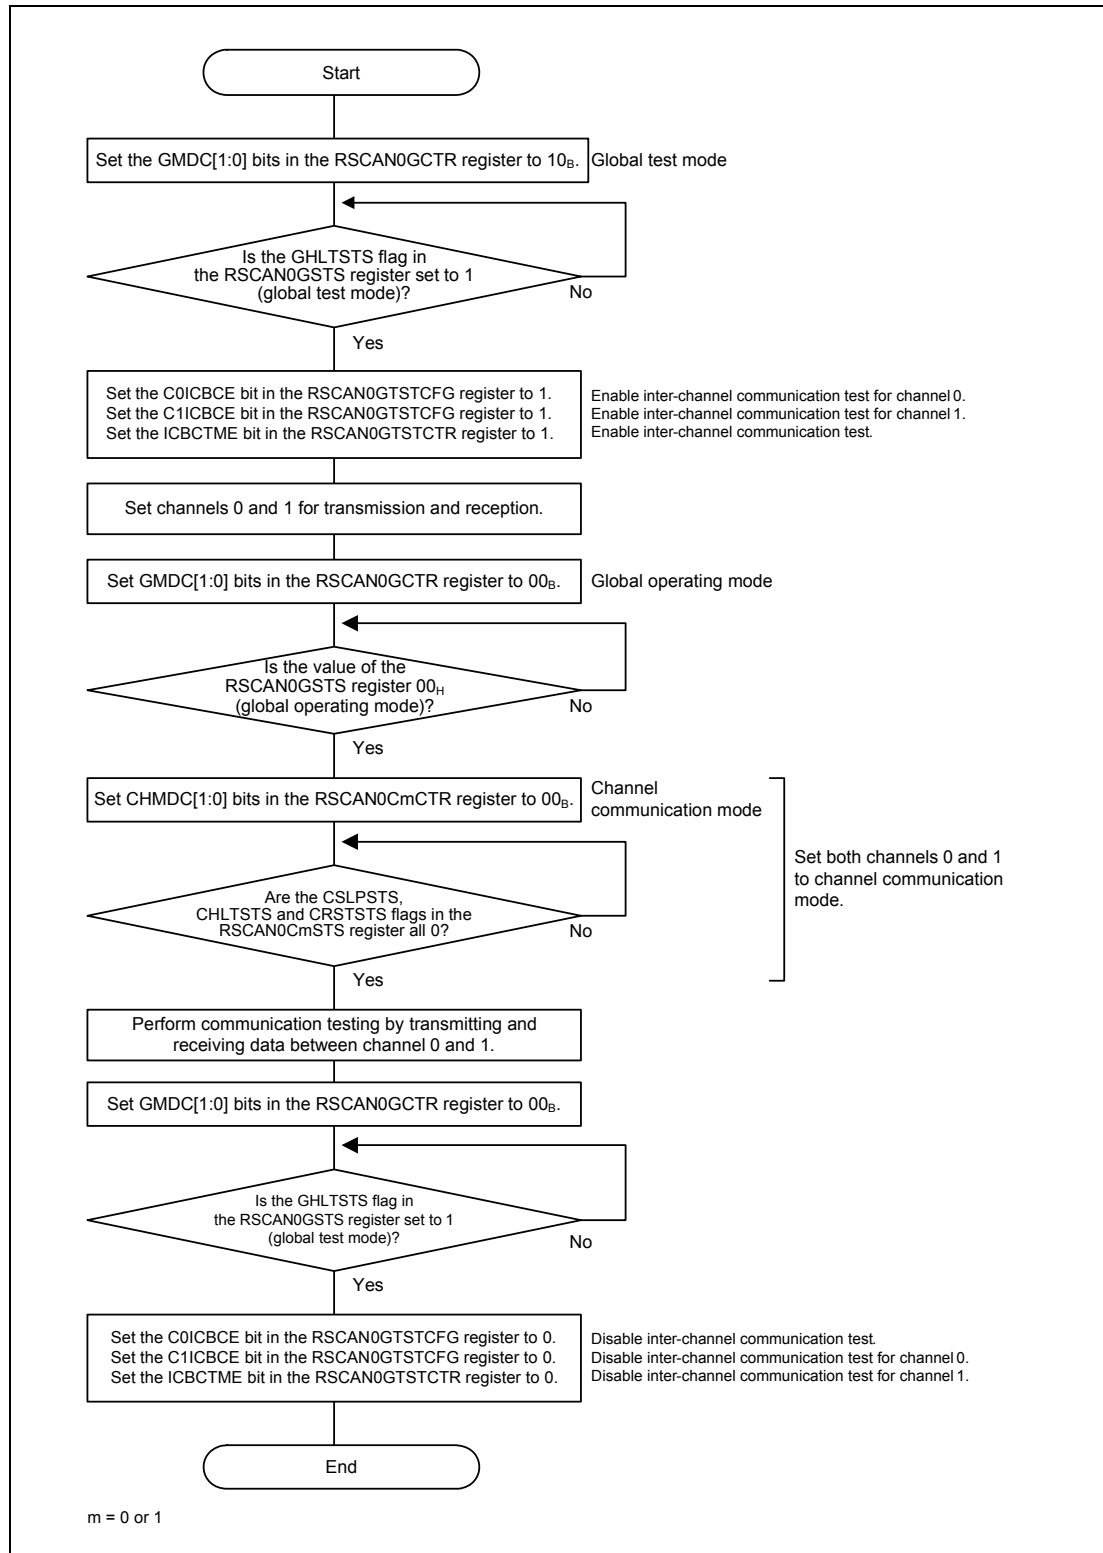 Start
Set the GMDC[1:0] bits in the RSCAN0GCTR register to 10B. Global test mode
Is the GHLTSTS flag in
the RSCAN0GSTS register set to 1
(global test mode)?
No
Yes
Set the C0ICBCE bit in the RSCAN0GTSTCFG register to 1. Enable inter-channel communication test for channel 0.
Set the C1ICBCE bit in the RSCAN0GTSTCFG register to 1. Enable inter-channel communication test for channel 1.
Set the ICBCTME bit in the RSCAN0GTSTCTR register to 1. Enable inter-channel communication test.
Set channels 0 and 1 for transmission and reception.
Set GMDC[1:0] bits in the RSCAN0GCTR register to 00B. Global operating mode
Is the value of the
RSCAN0GSTS register 00H
(global operating mode)?
No
Yes
Set CHMDC[1:0] bits in the RSCAN0CmCTR register to 00B.
Channel
communication mode
Are the CSLPSTS,
CHLTSTS and CRSTSTS flags in the
RSCAN0CmSTS register all 0?
No
Yes
Set both channels 0 and 1
to channel communication
mode.
Perform communication testing by transmitting and
receiving data between channel 0 and 1.
Set GMDC[1:0] bits in the RSCAN0GCTR register to 00B.
Is the GHLTSTS flag in
the RSCAN0GSTS register set to 1
(global test mode)?
No
Yes
Set the C0ICBCE bit in the RSCAN0GTSTCFG register to 0. Disable inter-channel communication test.
Set the C1ICBCE bit in the RSCAN0GTSTCFG register to 0. Disable inter-channel communication test for channel 0.
Set the ICBCTME bit in the RSCAN0GTSTCTR register to 0. Disable inter-channel communication test for channel 1.
End
m = 0 or 1